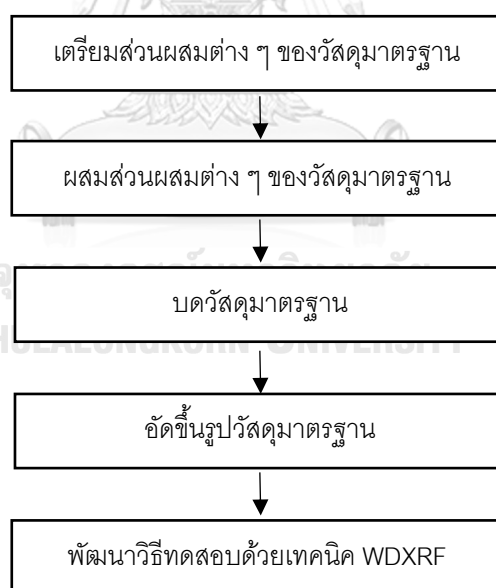 เตรียมส่วนผสมต่าง ๆ ของวัสดุมาตรฐาน
ผสมส่วนผสมต่าง ๆ ของวัสดุมาตรฐาน
บดวัสดุมาตรฐาน
อัดขึ้นรูปวัสดุมาตรฐาน
พัฒนาวิธีทดสอบด้วยเทคนิค WDXRF